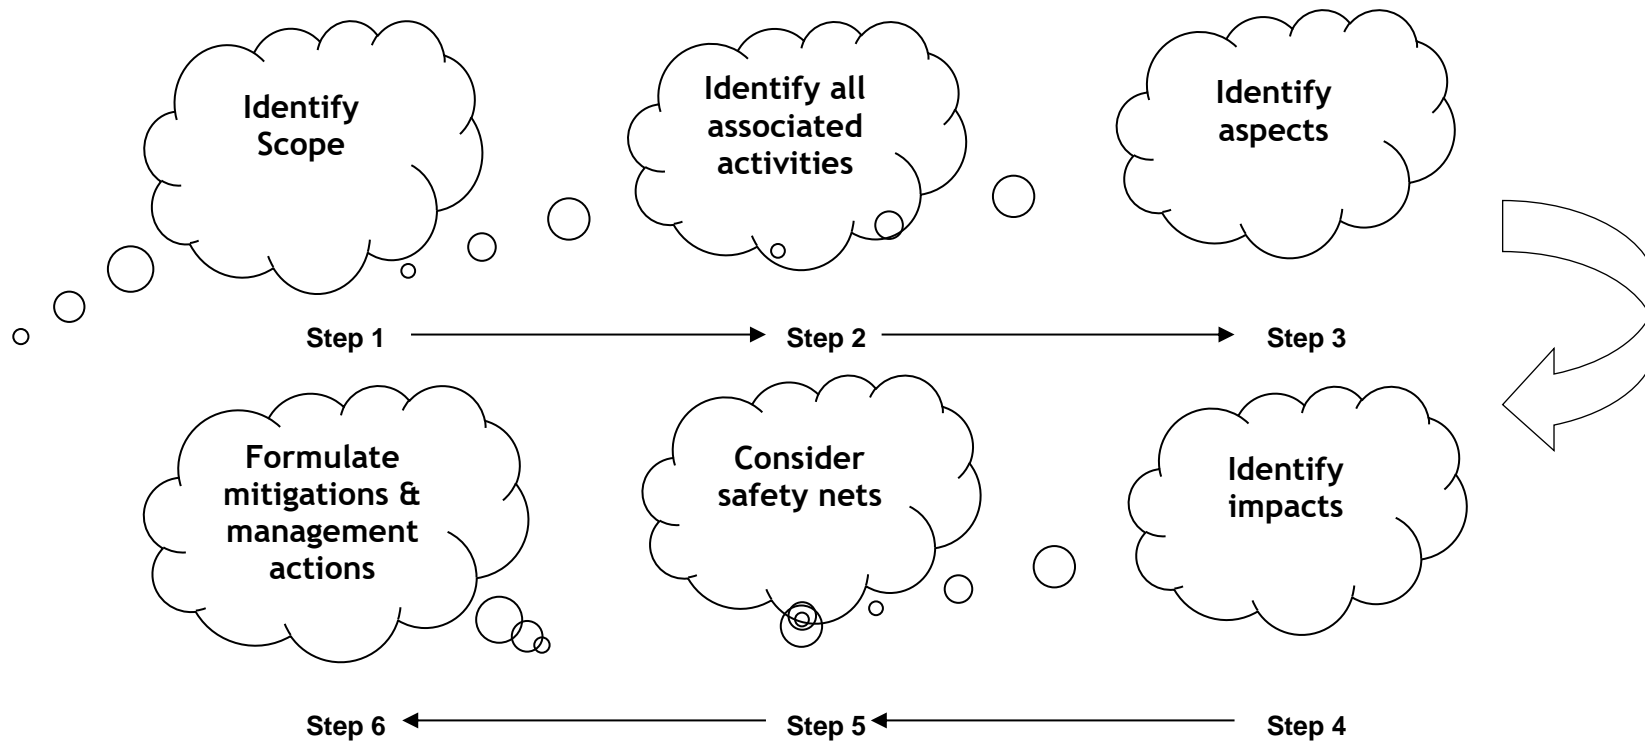 Identify
Scope
Identify all
associated
activities
Identify
aspects
Step 1
Step 2
Step 3
Formulate
mitigations &
management
actions
Consider
safety nets
Identify
impacts
Step 6
Step 5
Step 4